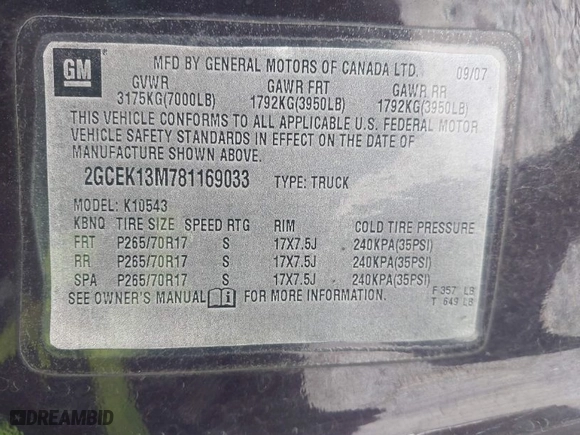 GM
MFD BY GENERAL MOTORS OF CANADA LTD. 09/07
GVWR GAWR FRT GAWR RR
3175KG(7000LB) 1792KG(3950LB) 1792KG(3950LB)
THIS VEHICLE CONFORMS TO ALL APPLICABLE U.S. FEDERAL MOTOR
VEHICLE SAFETY STANDARDS IN EFFECT ON THE DATE OF
MANUFACTURE SHOWN ABOVE.
2GCEK13M781169033 TYPE: TRUCK
MODEL: K10543
KBNQ TIRE SIZE SPEED RTG RIM COLD TIRE PRESSURE
FRT P265/70R17 S 17X7.5J 240KPA(35PSI)
RR P265/70R17 S 17X7.5J 240KPA(35PSI)
SPA P265/70R17 S 17X7.5J 240KPA(35PSI)
SEE OWNER'S MANUAL FOR MORE INFORMATION.
F 357 LB
T 649 LB
DREAMBID